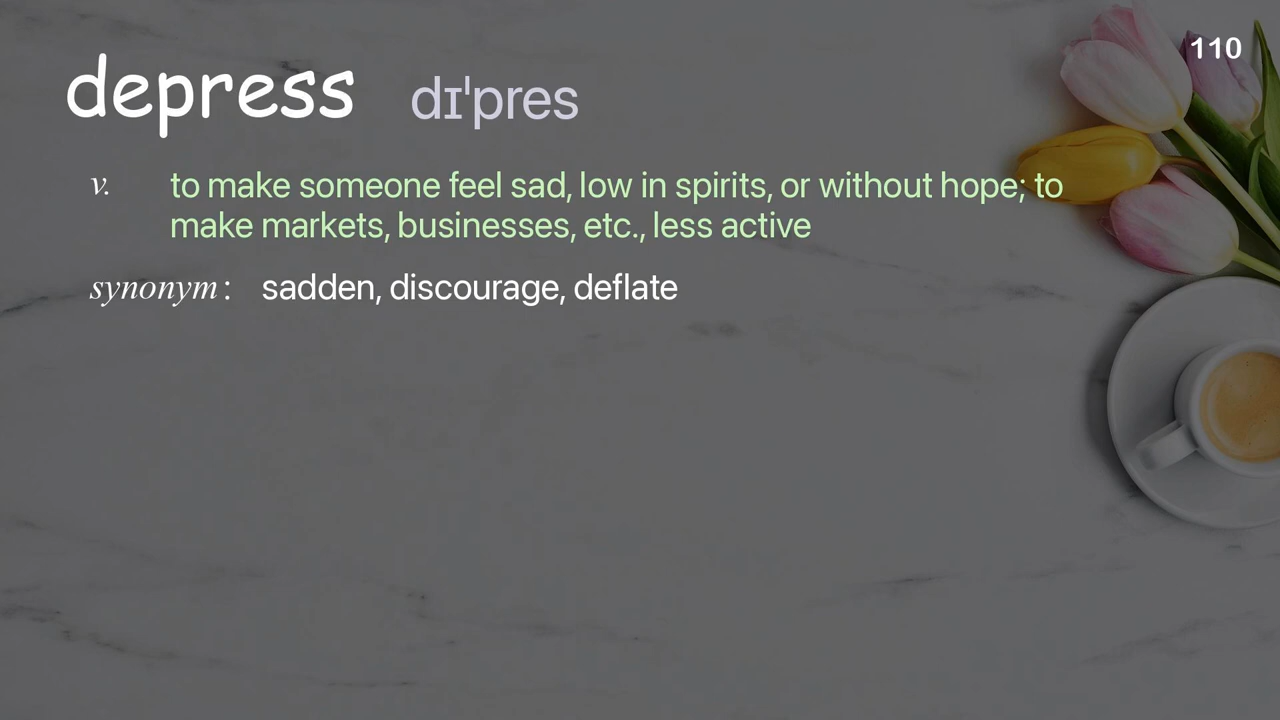 110
depress dɪˈpres
v. to make someone feel sad, low in spirits, or without hope; to
make markets, businesses, etc., less active
synonym: sadden, discourage, deflate